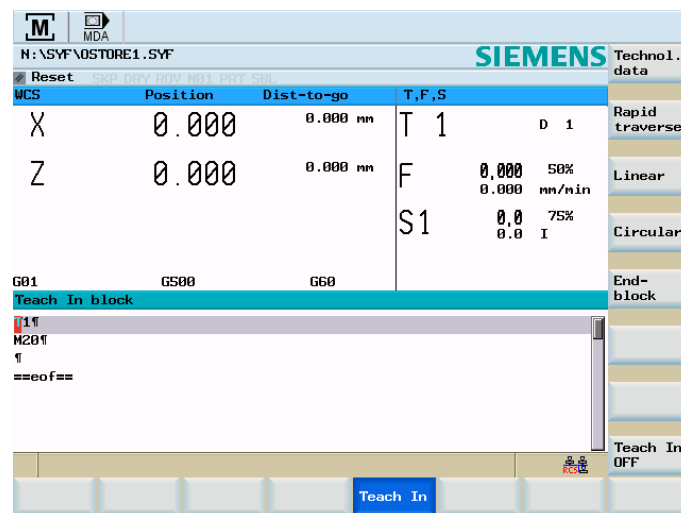 M
MDA
N:\SYF\OSTORE1.SYF
SIEMENS
Reset SKP DRY ROV M01 PRT SBL
WCS Position Dist-to-go T,F,S
X 0.000 0.000 mm T 1 D 1
Z 0.000 0.000 mm F 0.000 50%
0.000 mm/min
S1 0.0 75%
0.0 I
G01 G500 G60
Teach In block
T1¶
M20¶
¶
==eof==
RCS
Teach In
Technol. data
Rapid traverse
Linear
Circular
End-
block
Teach In
OFF